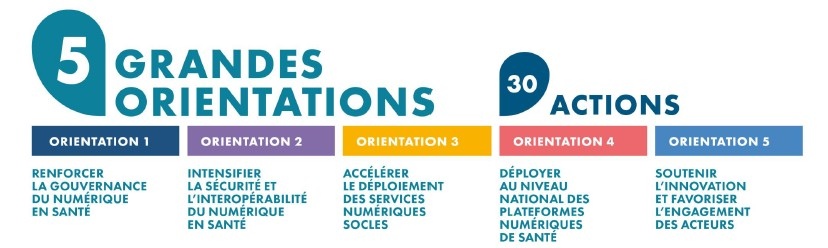 5 GRANDES
ORIENTATIONS
30 ACTIONS
ORIENTATION 1
RENFORCER
LA GOUVERNANCE
DU NUMÉRIQUE
EN SANTÉ
ORIENTATION 2
INTENSIFIER
LA SÉCURITÉ ET
L'INTEROPÉRABILITÉ
DU NUMÉRIQUE
EN SANTÉ
ORIENTATION 3
ACCÉLÉRER
LE DÉPLOIEMENT
DES SERVICES
NUMÉRIQUES
SOCLES
ORIENTATION 4
DÉPLOYER
AU NIVEAU
NATIONAL DES
PLATEFORMES
NUMÉRIQUES
DE SANTÉ
ORIENTATION 5
SOUTENIR
L'INNOVATION
ET FAVORISER
L'ENGAGEMENT
DES ACTEURS